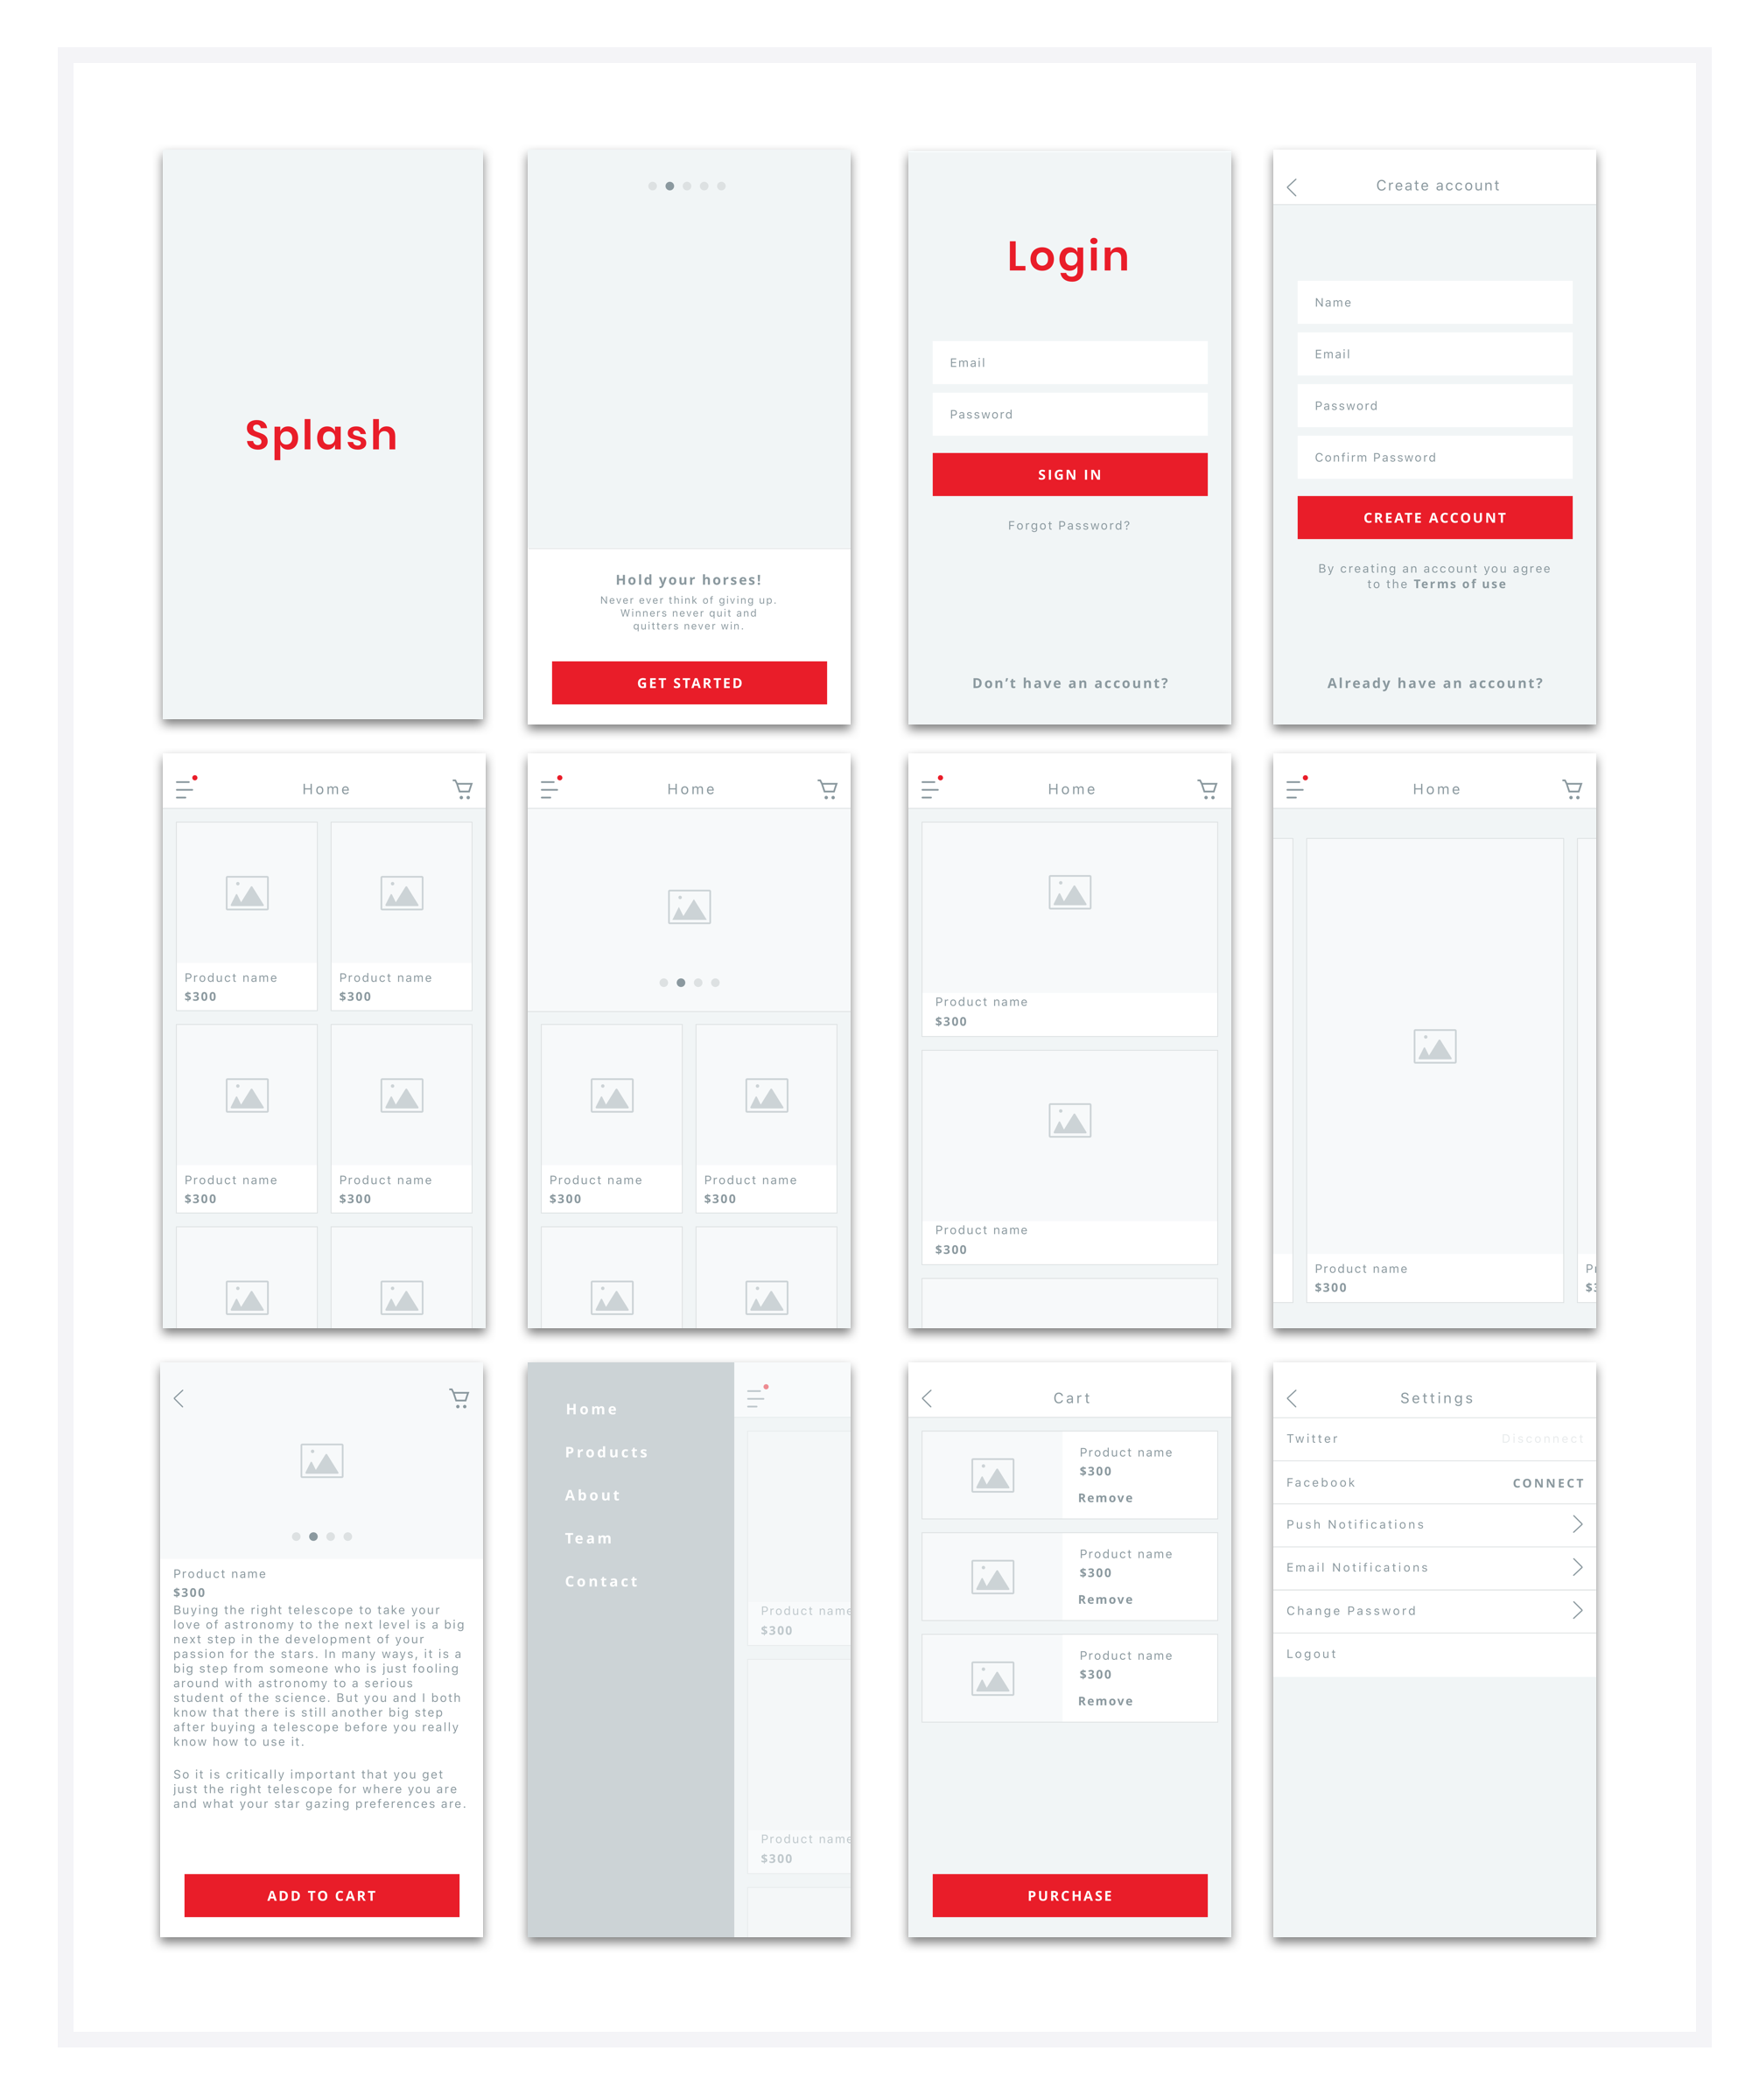 Splash
Hold your horses!
Never ever think of giving up.
Winners never quit and
quitters never win.
GET STARTED
Login
Email
Password
SIGN IN
Forgot Password?
Don’t have an account?
Create account
Name
Email
Password
Confirm Password
CREATE ACCOUNT
By creating an account you agree
to the Terms of use
Already have an account?
Home
Product name
$300
Product name
$300
Product name
$300
Product name
$300
Home
Product name
$300
Product name
$300
Home
Product name
$300
Product name
$300
Home
Product name
$300
Product name
$300
Buying the right telescope to take your
love of astronomy to the next level is a big
next step in the development of your
passion for the stars. In many ways, it is a
big step from someone who is just fooling
around with astronomy to a serious
student of the science. But you and I both
know that there is still another big step
after buying a telescope before you really
know how to use it.
So it is critically important that you get
just the right telescope for where you are
and what your star gazing preferences are.
ADD TO CART
Home
Products
About
Team
Contact
Product name
$300
Product name
$300
Cart
Product name
$300
Remove
Product name
$300
Remove
Product name
$300
Remove
PURCHASE
Settings
Twitter Disconnect
Facebook CONNECT
Push Notifications
Email Notifications
Change Password
Logout